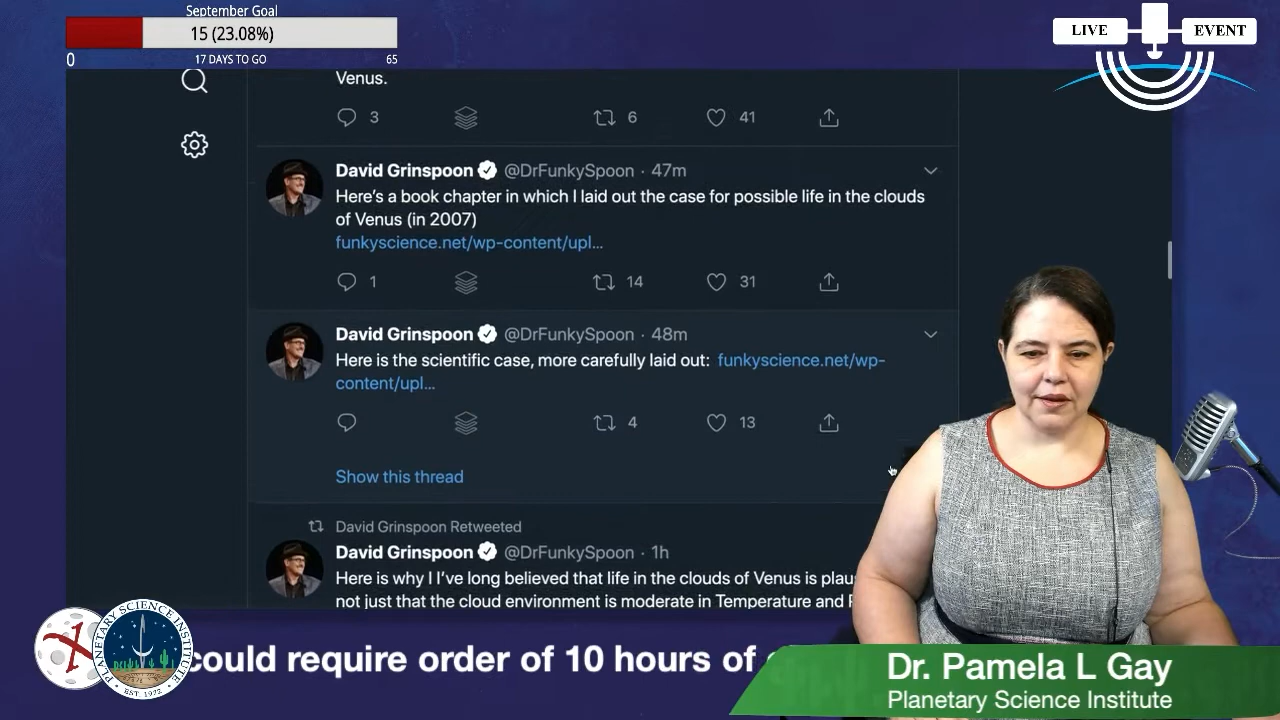 September Goal
15 (23.08%)
0 17 DAYS TO GO 65
LIVE EVENT
Venus.
3 6 41
David Grinspoon @DrFunkySpoon · 47m
Here's a book chapter in which I laid out the case for possible life in the clouds
of Venus (in 2007)
funkyscience.net/wp-content/upl...
1 14 31
David Grinspoon @DrFunkySpoon · 48m
Here is the scientific case, more carefully laid out: funkyscience.net/wp-
content/upl...
4 13
Show this thread
David Grinspoon Retweeted
David Grinspoon @DrFunkySpoon · 1h
Here is why I I've long believed that life in the clouds of Venus is
not just that the cloud environment is moderate in Temperature and
could require order of 10 hours of
PLANETARY SCIENCE INSTITUTE
EST. 1972
Dr. Pamela L Gay
Planetary Science Institute